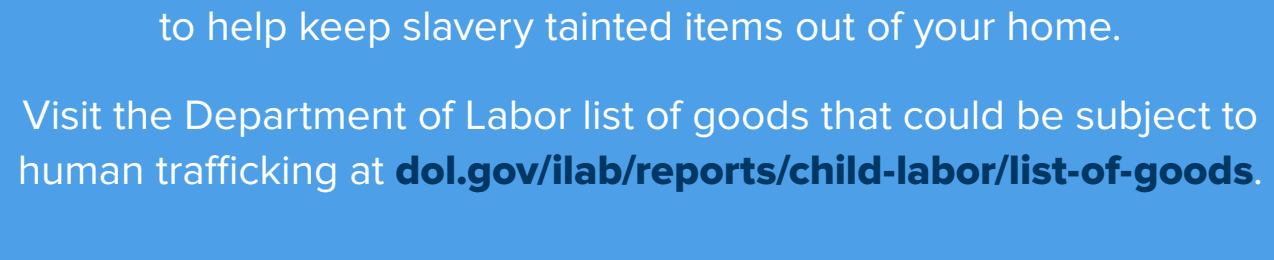 to help keep slavery tainted items out of your home.
Visit the Department of Labor list of goods that could be subject to
human trafficking at dol.gov/ilab/reports/child-labor/list-of-goods.